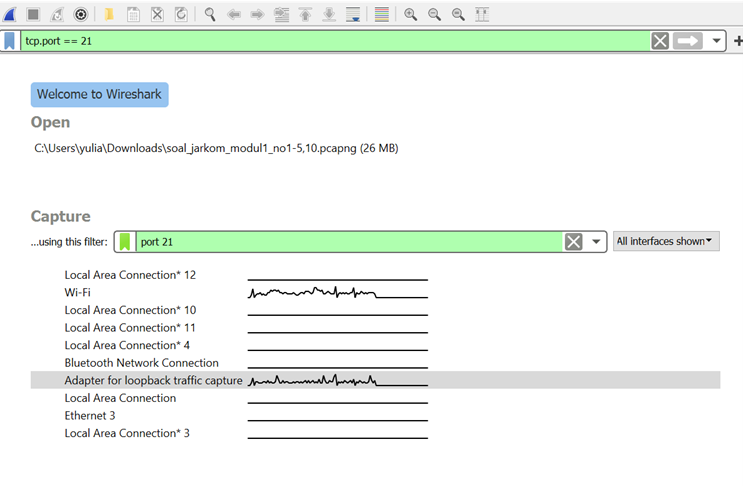 tcp.port == 21
Welcome to Wireshark
Open
C:\Users\yulia\Downloads\soal_jarkom_modul1_no1-5,10.pcapng (26 MB)
Capture
...using this filter: port 21 All interfaces shown
Local Area Connection* 12
Wi-Fi
Local Area Connection* 10
Local Area Connection* 11
Local Area Connection* 4
Bluetooth Network Connection
Adapter for loopback traffic capture
Local Area Connection
Ethernet 3
Local Area Connection* 3